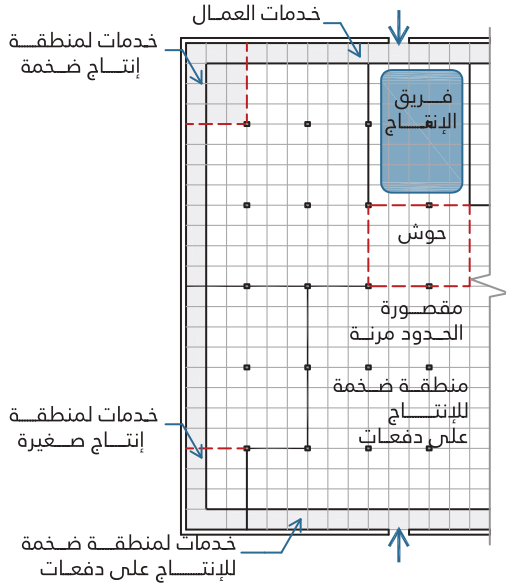 خدمات العمال
خدمات لمنطقة
إنتاج ضخمة
فريق
الإنتاج
حوش
مقصورة
الحدود مرنة
منطقة ضخمة
للإنتاج
على دفعات
خدمات لمنطقة
إنتاج صغيرة
خدمات لمنطقة ضخمة
للإنتاج على دفعات